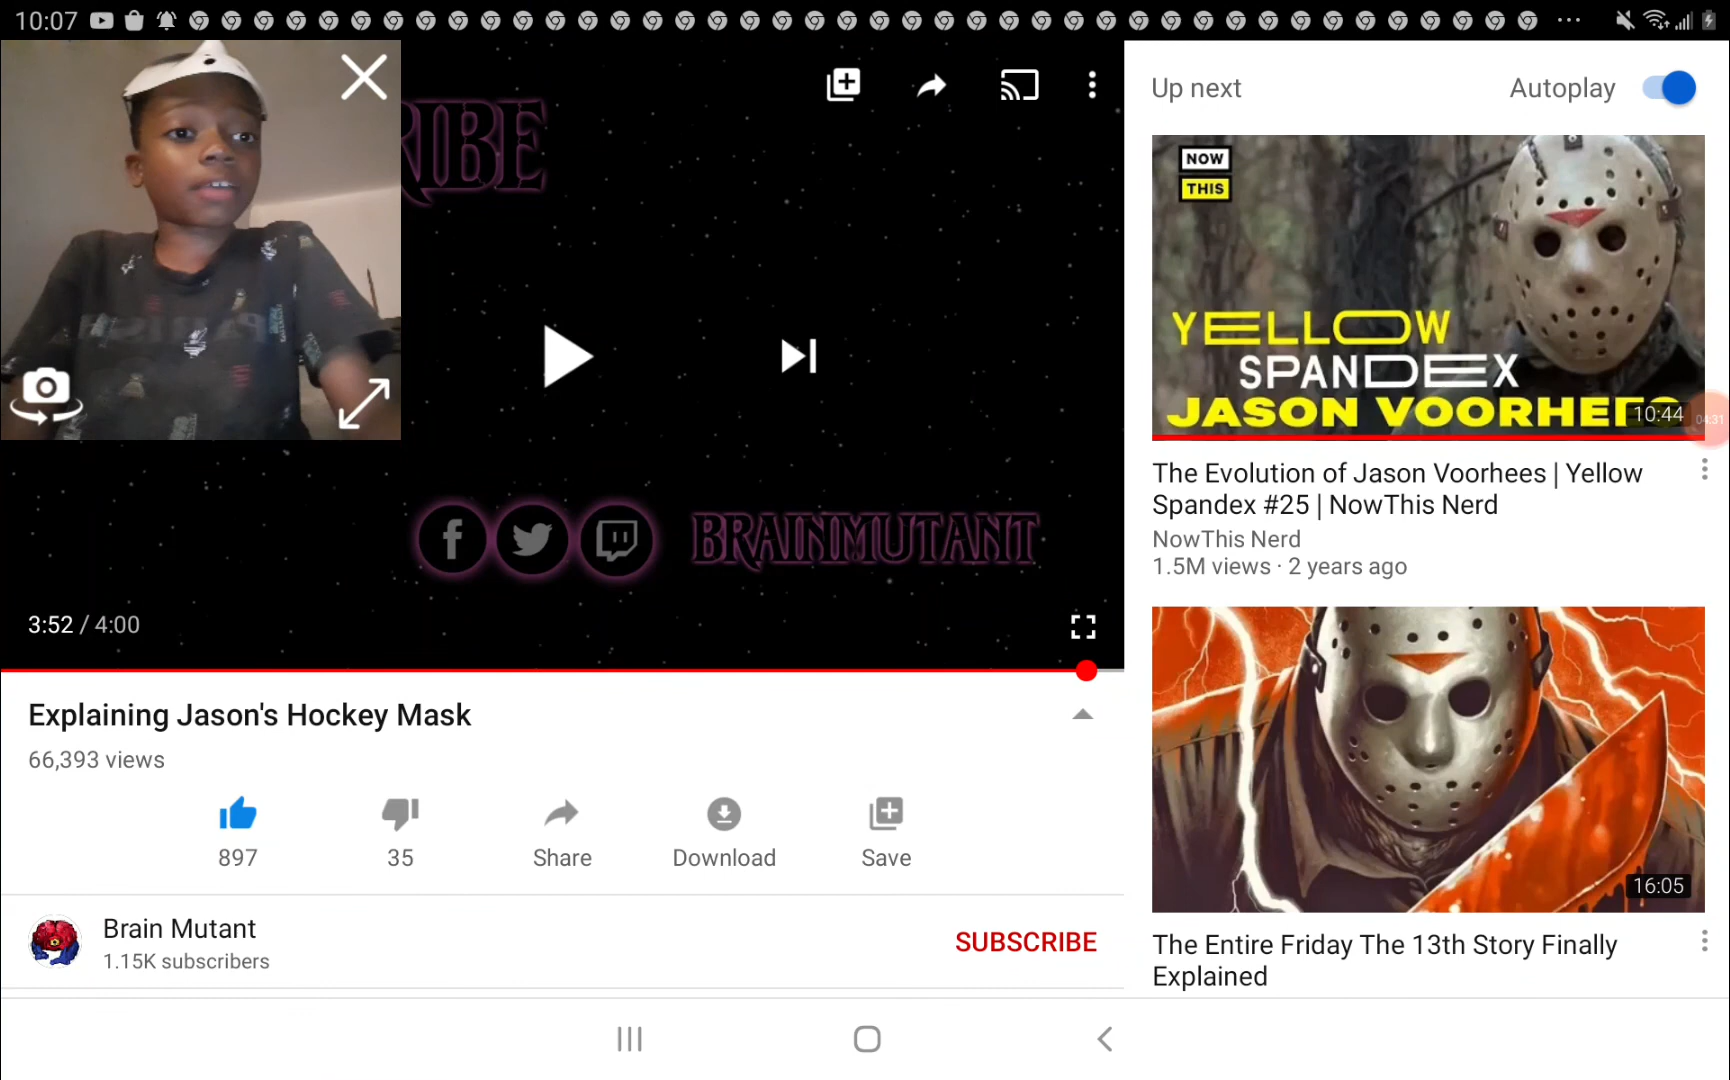 10:07
RIBE
BRAINMUTANT
3:52 / 4:00
Explaining Jason's Hockey Mask
66,393 views
897
35
Share
Download
Save
Brain Mutant
1.15K subscribers
SUBSCRIBE
Up next
Autoplay
NOW
THIS
YELLOW
SPANDEX
JASON VOORHEES
10:44
04:31
The Evolution of Jason Voorhees | Yellow
Spandex #25 | NowThis Nerd
NowThis Nerd
1.5M views · 2 years ago
16:05
The Entire Friday The 13th Story Finally
Explained